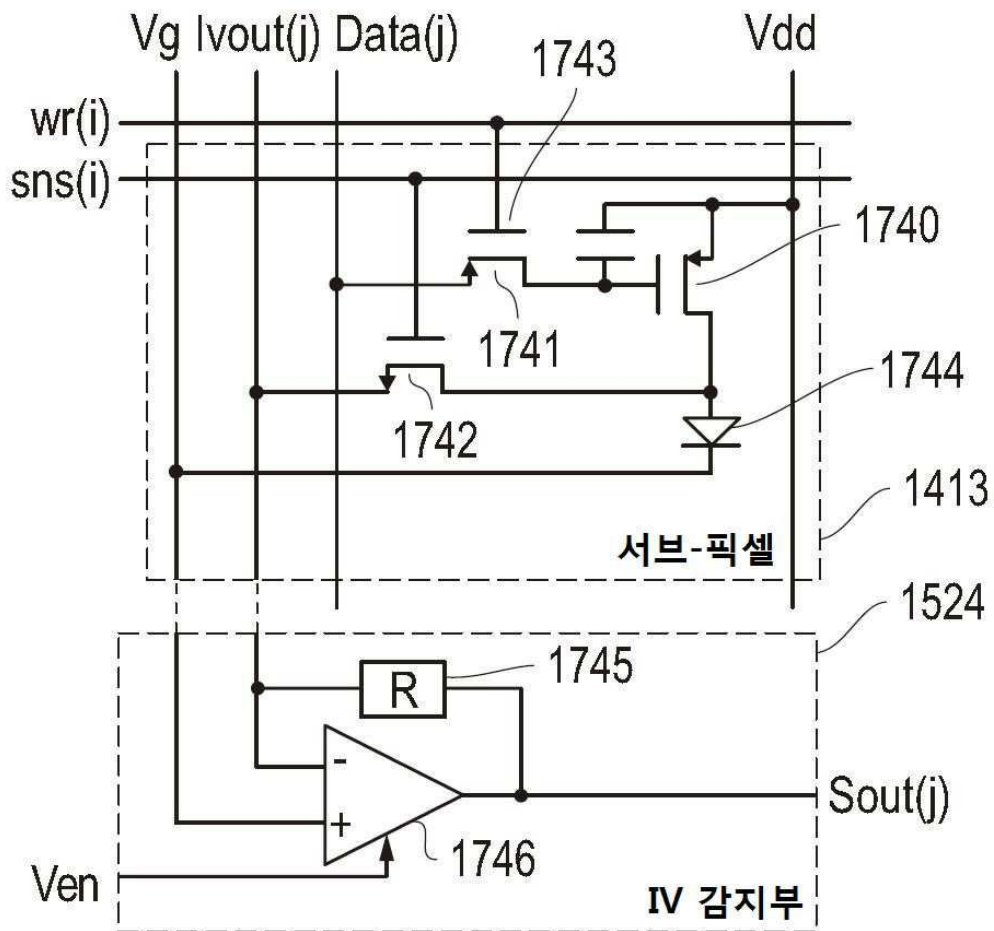 Vg Ivout(j) Data(j) Vdd
1743
wr(i)
sns(i)
1740
1741
1744
1742
1413
서브-픽셀
1524
1745
R
-
+
Sout(j)
1746
Ven
IV 감지부